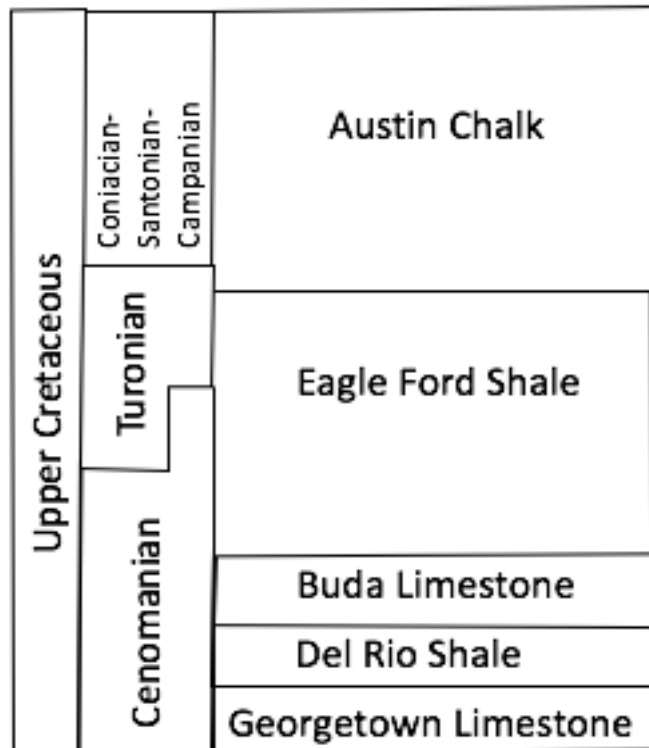 Upper Cretaceous
Coniacian-
Santonian-
Campanian
Turonian
Cenomanian
Austin Chalk
Eagle Ford Shale
Buda Limestone
Del Rio Shale
Georgetown Limestone